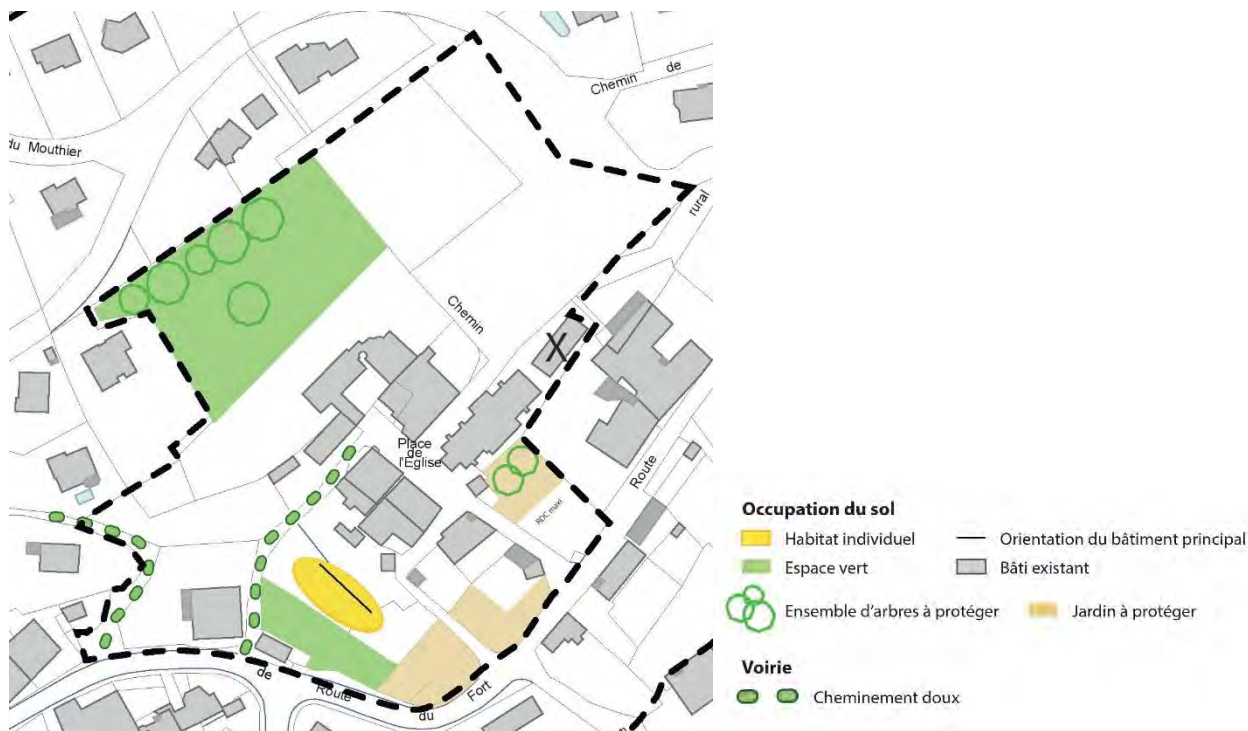 Chemin de
du Mouthier
rural
Chemin
X
Place
de
l'Eglise
Route
RDC maxi
de
Route
du
Fort
Occupation du sol
Habitat individuel
Orientation du bâtiment principal
Espace vert
Bâti existant
Ensemble d'arbres à protéger
Jardin à protéger
Voirie
Cheminement doux